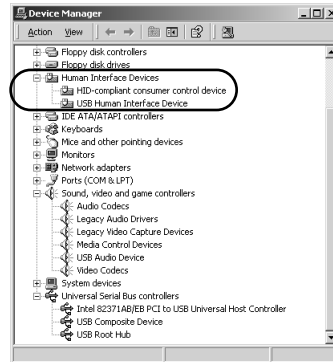 Device Manager
Action View
Floppy disk controllers
Floppy disk drives
Human Interface Devices
HID-compliant consumer control device
USB Human Interface Device
IDE ATA/ATAPI controllers
Keyboards
Mice and other pointing devices
Monitors
Network adapters
Ports (COM & LPT)
Sound, video and game controllers
Audio Codecs
Legacy Audio Drivers
Legacy Video Capture Devices
Media Control Devices
USB Audio Device
Video Codecs
System devices
Universal Serial Bus controllers
Intel 82371AB/EB PCI to USB Universal Host Controller
USB Composite Device
USB Root Hub